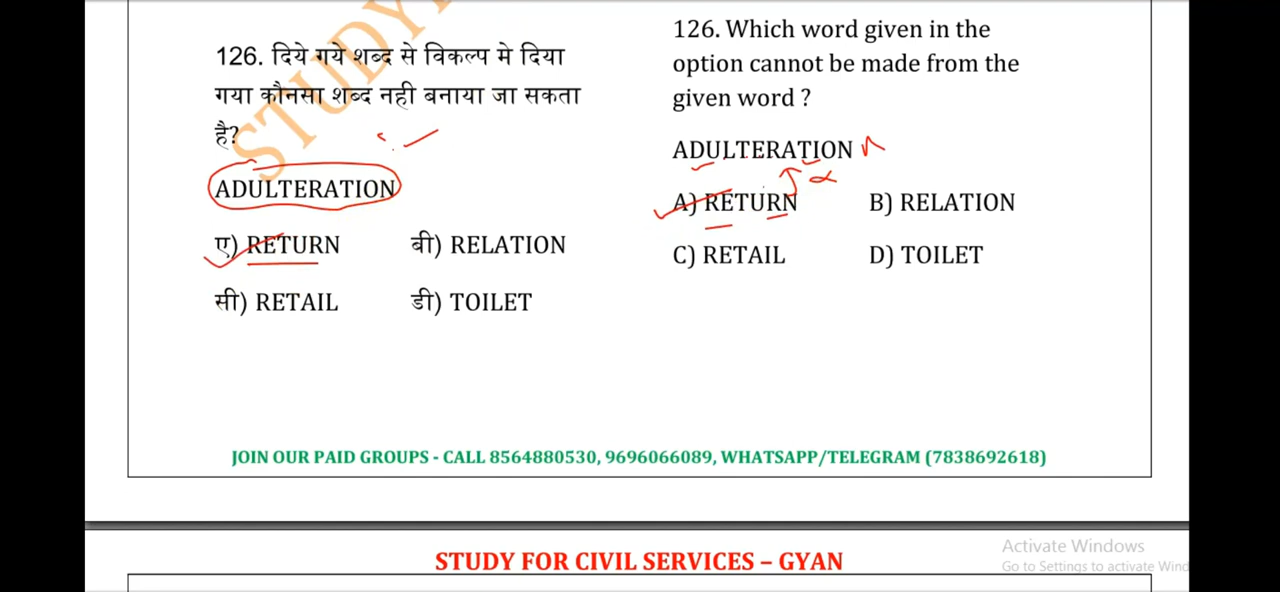 126. दिये गये शब्द से विकल्प मे दिया
गया कौनसा शब्द नही बनाया जा सकता
है?
ADULTERATION
ए) RETURN बी) RELATION
सी) RETAIL डी) TOILET
126. Which word given in the
option cannot be made from the
given word ?
ADULTERATION
A) RETURN B) RELATION
C) RETAIL D) TOILET
JOIN OUR PAID GROUPS - CALL 8564880530, 9696066089, WHATSAPP/TELEGRAM (7838692618)
Activate Windows
Go to Settings to activate Wind
STUDY FOR CIVIL SERVICES – GYAN